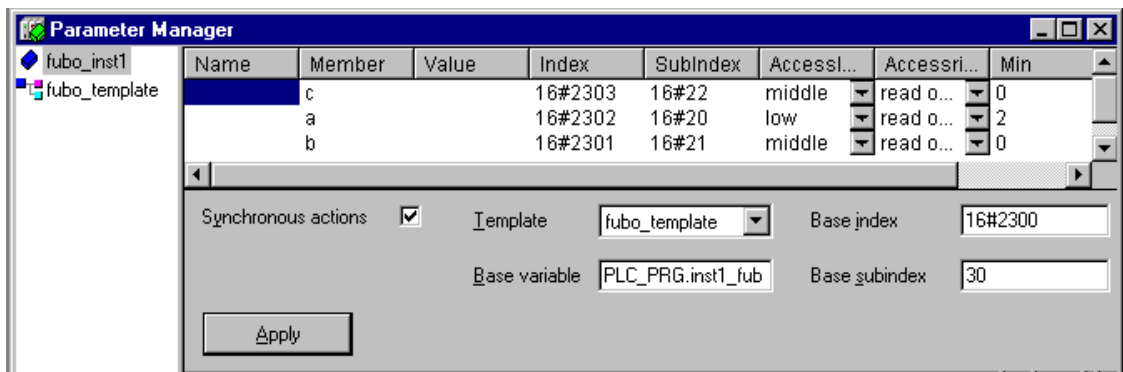 Parameter Manager
fubo_inst1
fubo_template
Name Member Value Index SubIndex Accessl... Accessri... Min
c 16#2303 16#22 middle read o... 0
a 16#2302 16#20 low read o... 2
b 16#2301 16#21 middle read o... 0
Synchronous actions Template fubo_template Base index 16#2300
Base variable PLC_PRG.inst1_fub Base subindex 30
Apply